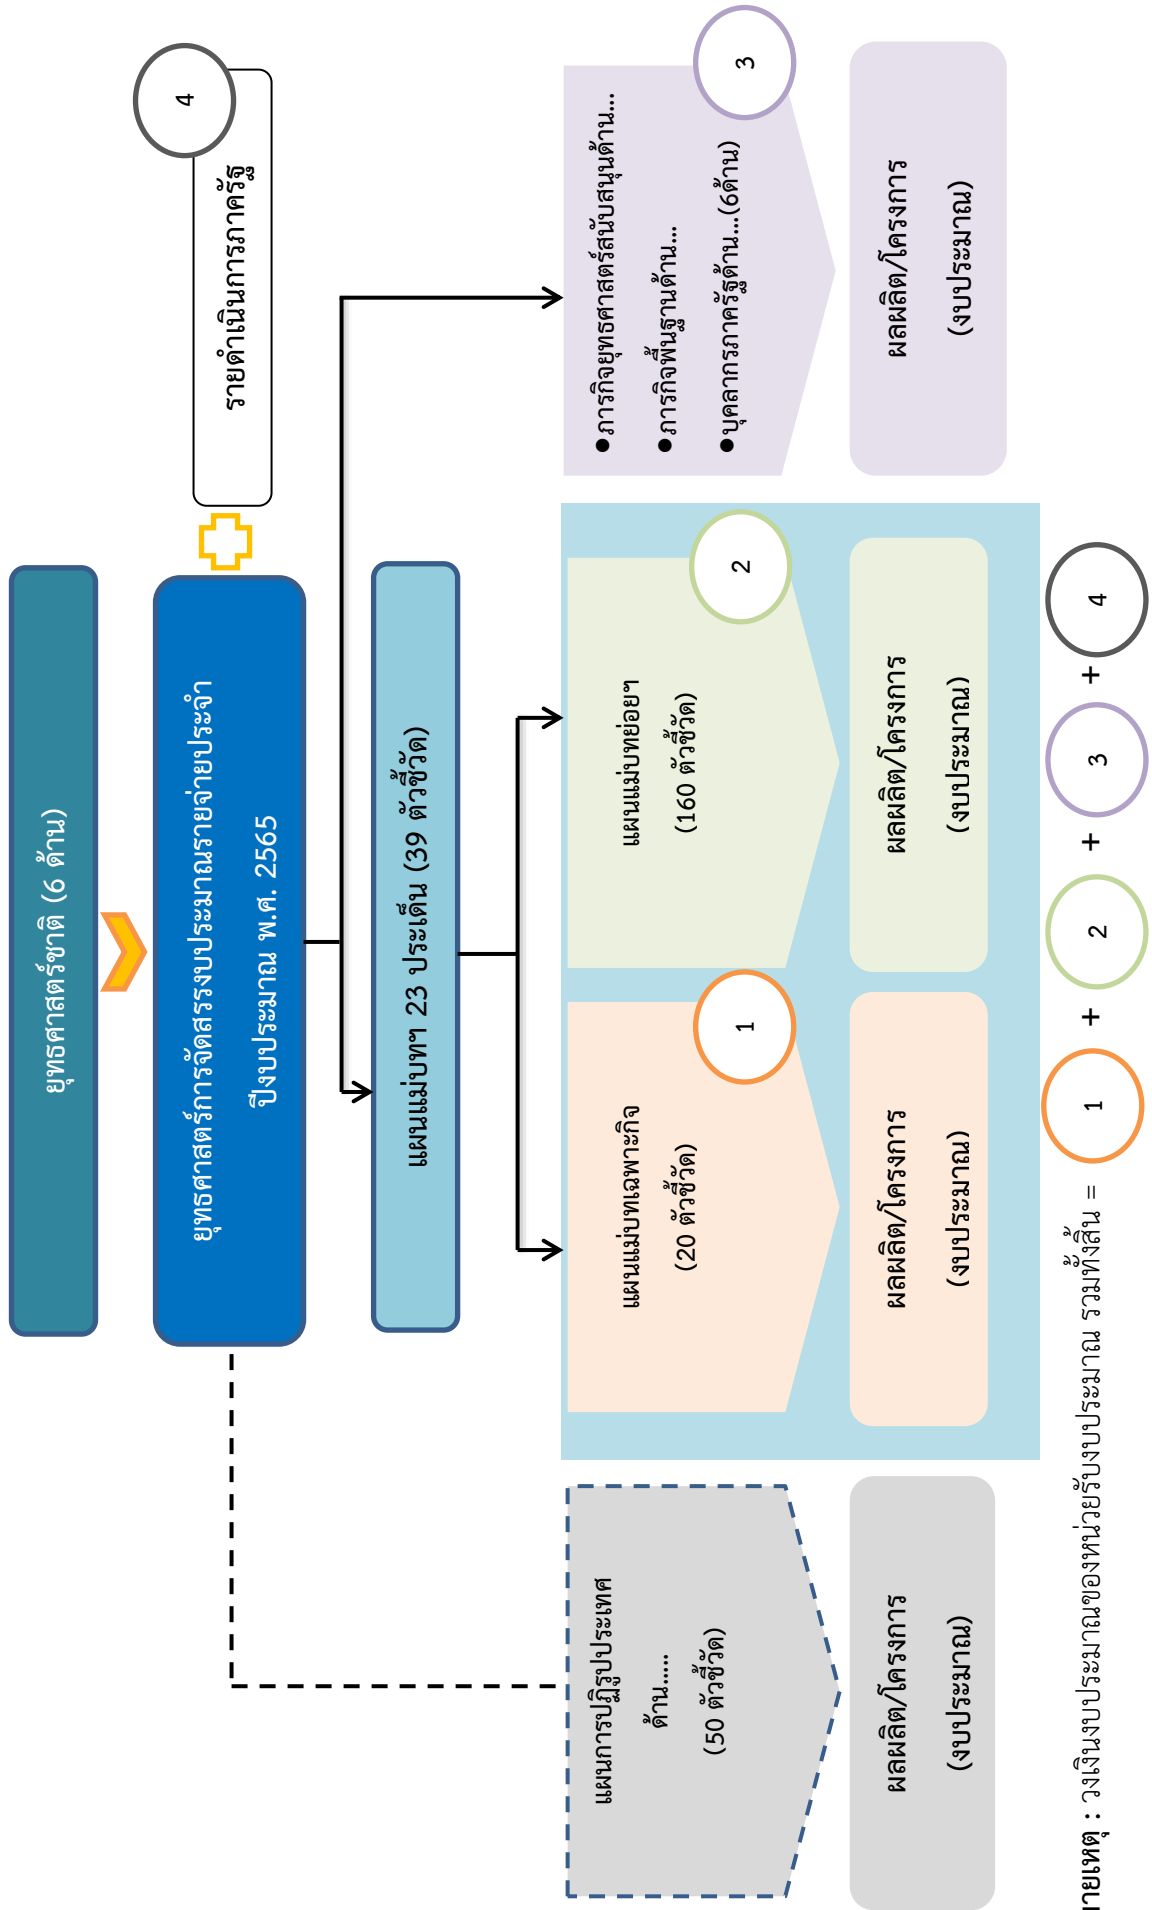 ยุทธศาสตร์ชาติ (6 ด้าน)
ยุทธศาสตร์การจัดสรรงบประมาณรายจ่ายประจำ
ปีงบประมาณ พ.ศ. 2565
รายดำเนินการภาครัฐ
4
แผนแม่บทฯ 23 ประเด็น (39 ตัวชี้วัด)
แผนการปฏิรูปประเทศ
ด้าน.....
(50 ตัวชี้วัด)
แผนแม่บทเฉพาะกิจ
(20 ตัวชี้วัด)
1
แผนแม่บทย่อยฯ
(160 ตัวชี้วัด)
2
●ภารกิจยุทธศาสตร์สนับสนุนด้าน...
●ภารกิจพื้นฐานด้าน...
●บุคลากรภาครัฐด้าน...(6ด้าน)
3
ผลผลิต/โครงการ
(งบประมาณ)
ผลผลิต/โครงการ
(งบประมาณ)
ผลผลิต/โครงการ
(งบประมาณ)
ผลผลิต/โครงการ
(งบประมาณ)
มายเหตุ : วงเงินงบประมาณของหน่วยรับงบประมาณ รวมทั้งสิ้น = 1 + 2 + 3 + 4